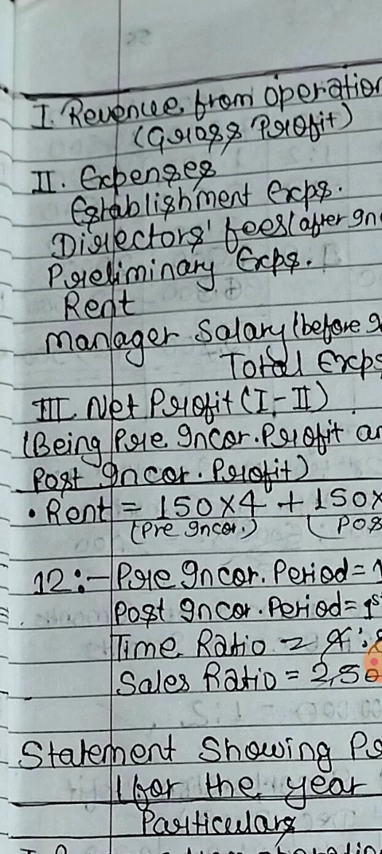 I. Revenue from operation
(Gross Profit)
II. Expenses
Establishment exps.
Directors' fees (after In
Preliminary Exps.
Rent
Manager Salary (before I
Total Exps
III. Net Profit (I-II)
(Being Pre Incor. Profit a
Post Incor. Profit)
• Rent = 150×4 + 150×
(Pre Incor.) (Pos
12:- Pre Incor. Period = 1
Post Incor. Period = 1s
Time Ratio =
Sales Ratio = 2,50
Statement Showing P
(for the year
Particulars